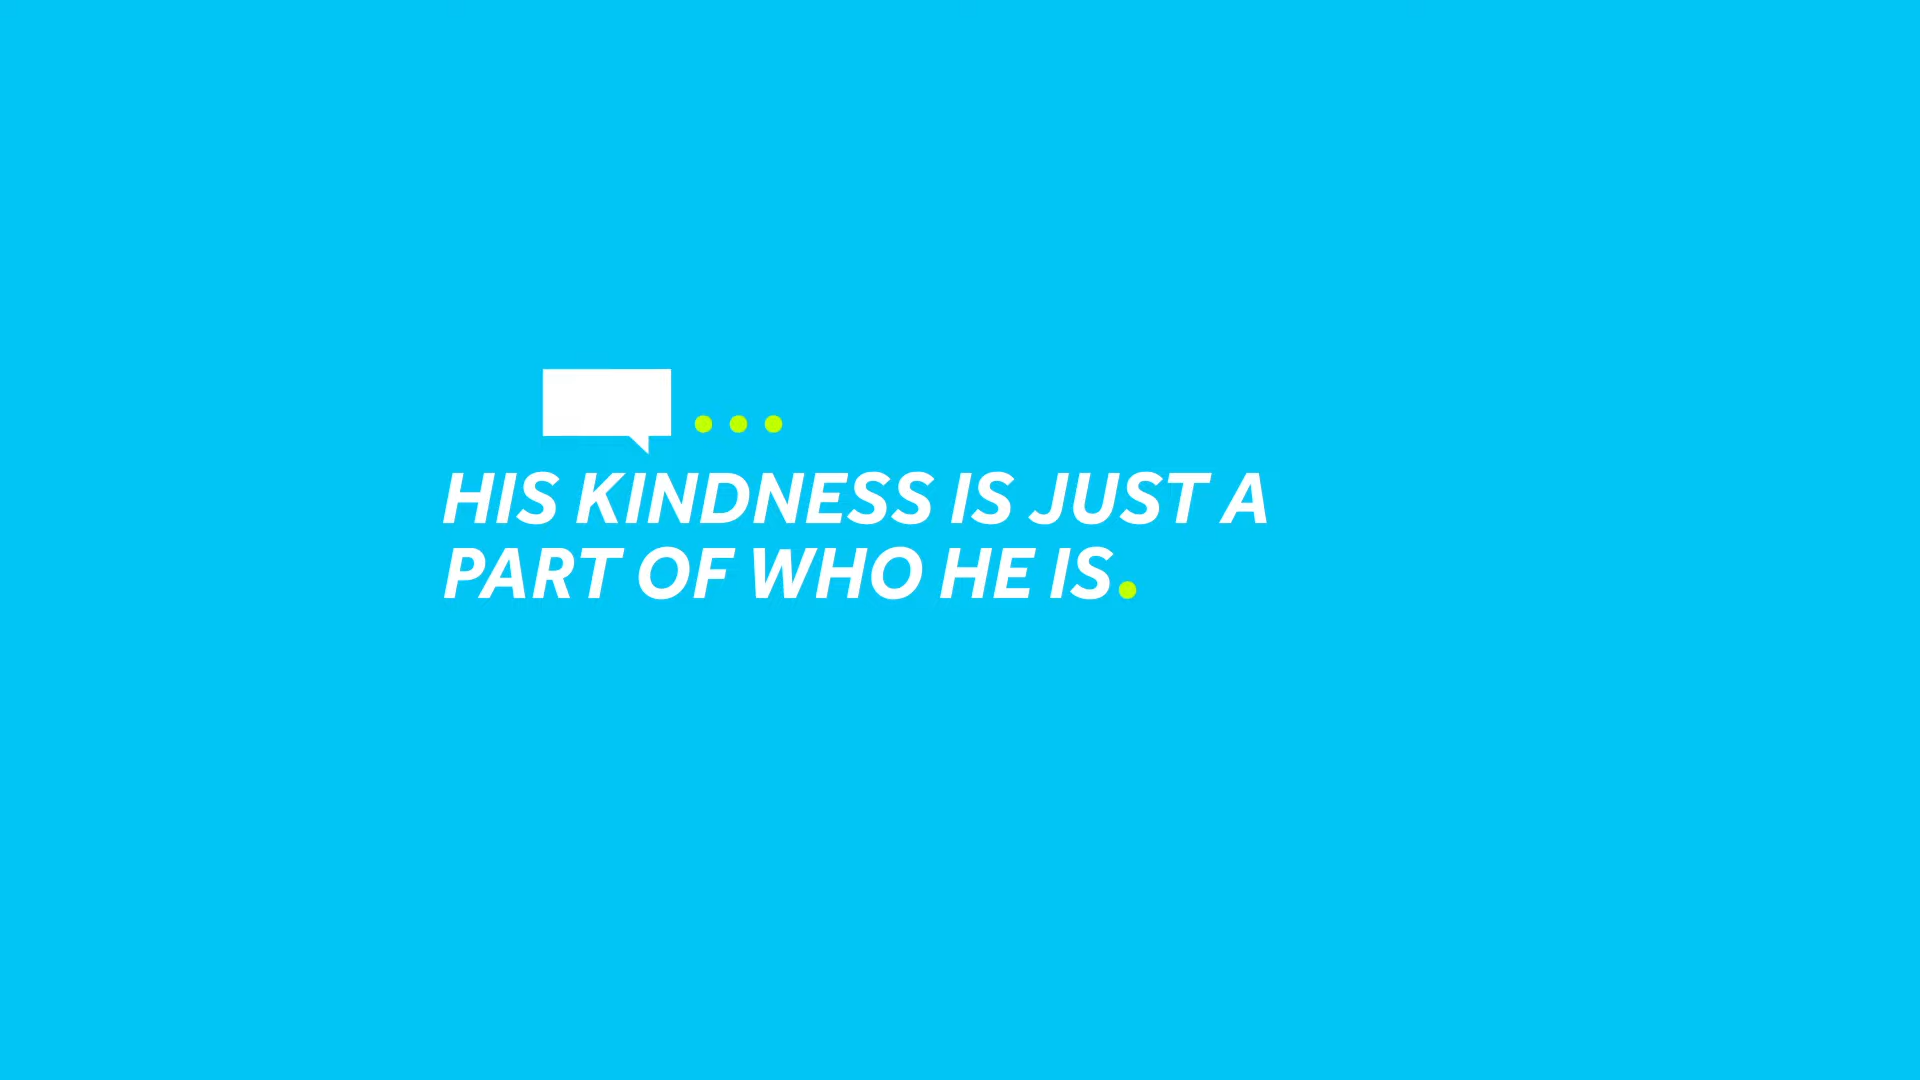 ...
HIS KINDNESS IS JUST A
PART OF WHO HE IS.